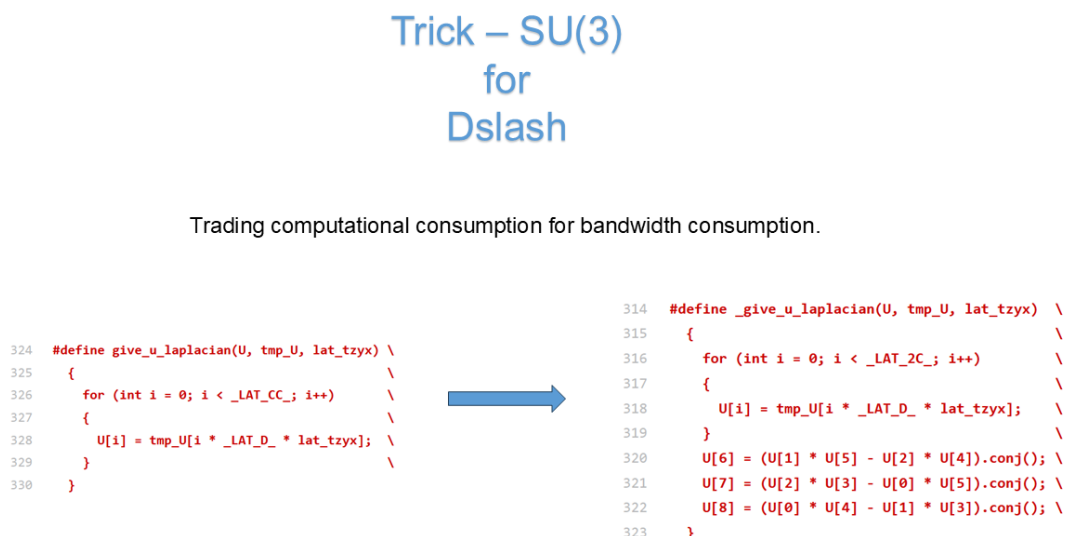 Trick – SU(3)
for
Dslash
Trading computational consumption for bandwidth consumption.
324 #define give_u_laplacian(U, tmp_U, lat_tzyx) \
325 { \
326 for (int i = 0; i < _LAT_CC_; i++) \
327 { \
328 U[i] = tmp_U[i * _LAT_D_ * lat_tzyx]; \
329 } \
330 }
314 #define _give_u_laplacian(U, tmp_U, lat_tzyx) \
315 { \
316 for (int i = 0; i < _LAT_2C_; i++) \
317 { \
318 U[i] = tmp_U[i * _LAT_D_ * lat_tzyx]; \
319 } \
320 U[6] = (U[1] * U[5] - U[2] * U[4]).conj(); \
321 U[7] = (U[2] * U[3] - U[0] * U[5]).conj(); \
322 U[8] = (U[0] * U[4] - U[1] * U[3]).conj(); \
323 }